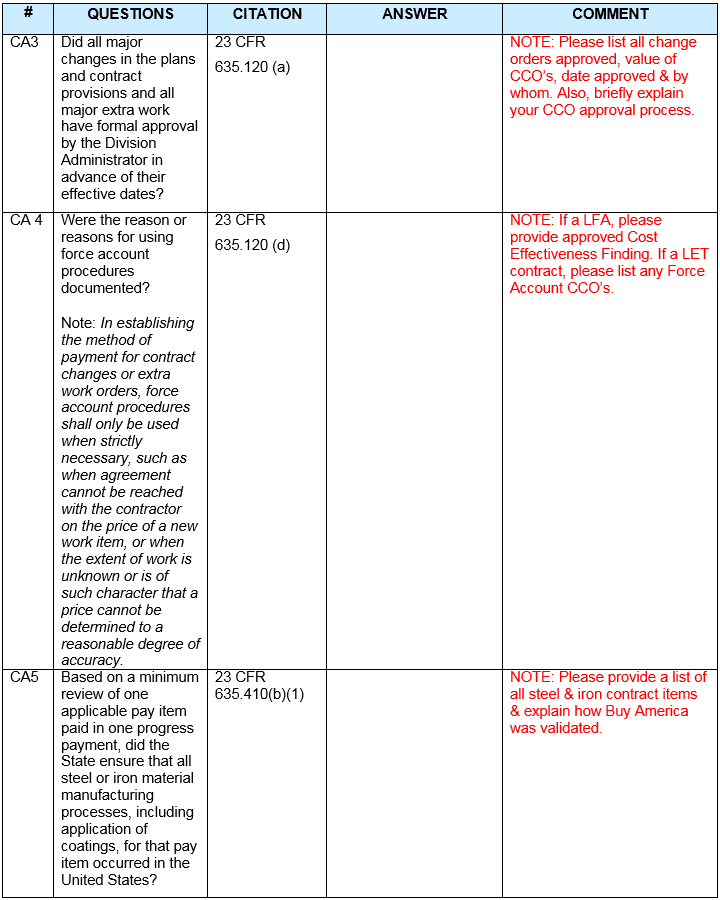 # QUESTIONS CITATION ANSWER COMMENT
CA3
Did all major
changes in the plans
and contract
provisions and all
major extra work
have formal approval
by the Division
Administrator in
advance of their
effective dates?
23 CFR
635.120 (a)
NOTE: Please list all change
orders approved, value of
CCO’s, date approved & by
whom. Also, briefly explain
your CCO approval process.
CA 4
Were the reason or
reasons for using
force account
procedures
documented?
Note: In establishing
the method of
payment for contract
changes or extra
work orders, force
account procedures
shall only be used
when strictly
necessary, such as
when agreement
cannot be reached
with the contractor
on the price of a new
work item, or when
the extent of work is
unknown or is of
such character that a
price cannot be
determined to a
reasonable degree of
accuracy.
23 CFR
635.120 (d)
NOTE: If a LFA, please
provide approved Cost
Effectiveness Finding. If a LET
contract, please list any Force
Account CCO’s.
CA5
Based on a minimum
review of one
applicable pay item
paid in one progress
payment, did the
State ensure that all
steel or iron material
manufacturing
processes, including
application of
coatings, for that pay
item occurred in the
United States?
23 CFR
635.410(b)(1)
NOTE: Please provide a list of
all steel & iron contract items
& explain how Buy America
was validated.